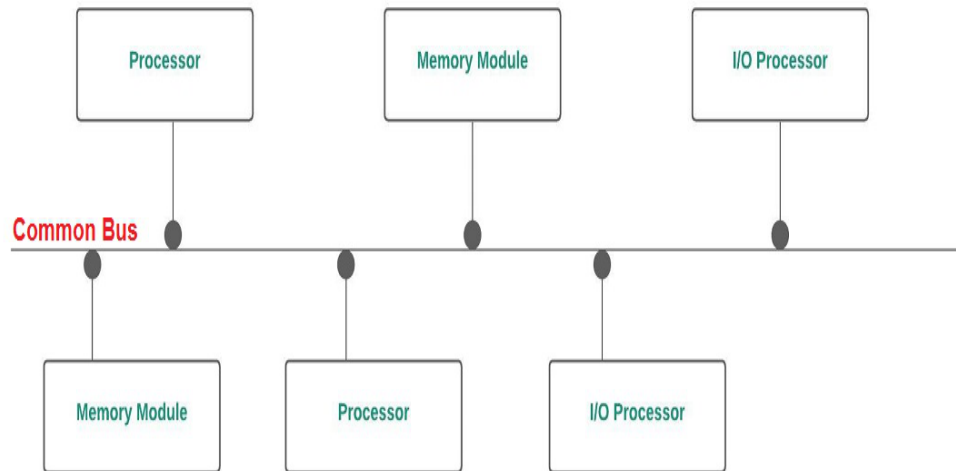 Processor
Memory Module
I/O Processor
Common Bus
Memory Module
Processor
I/O Processor